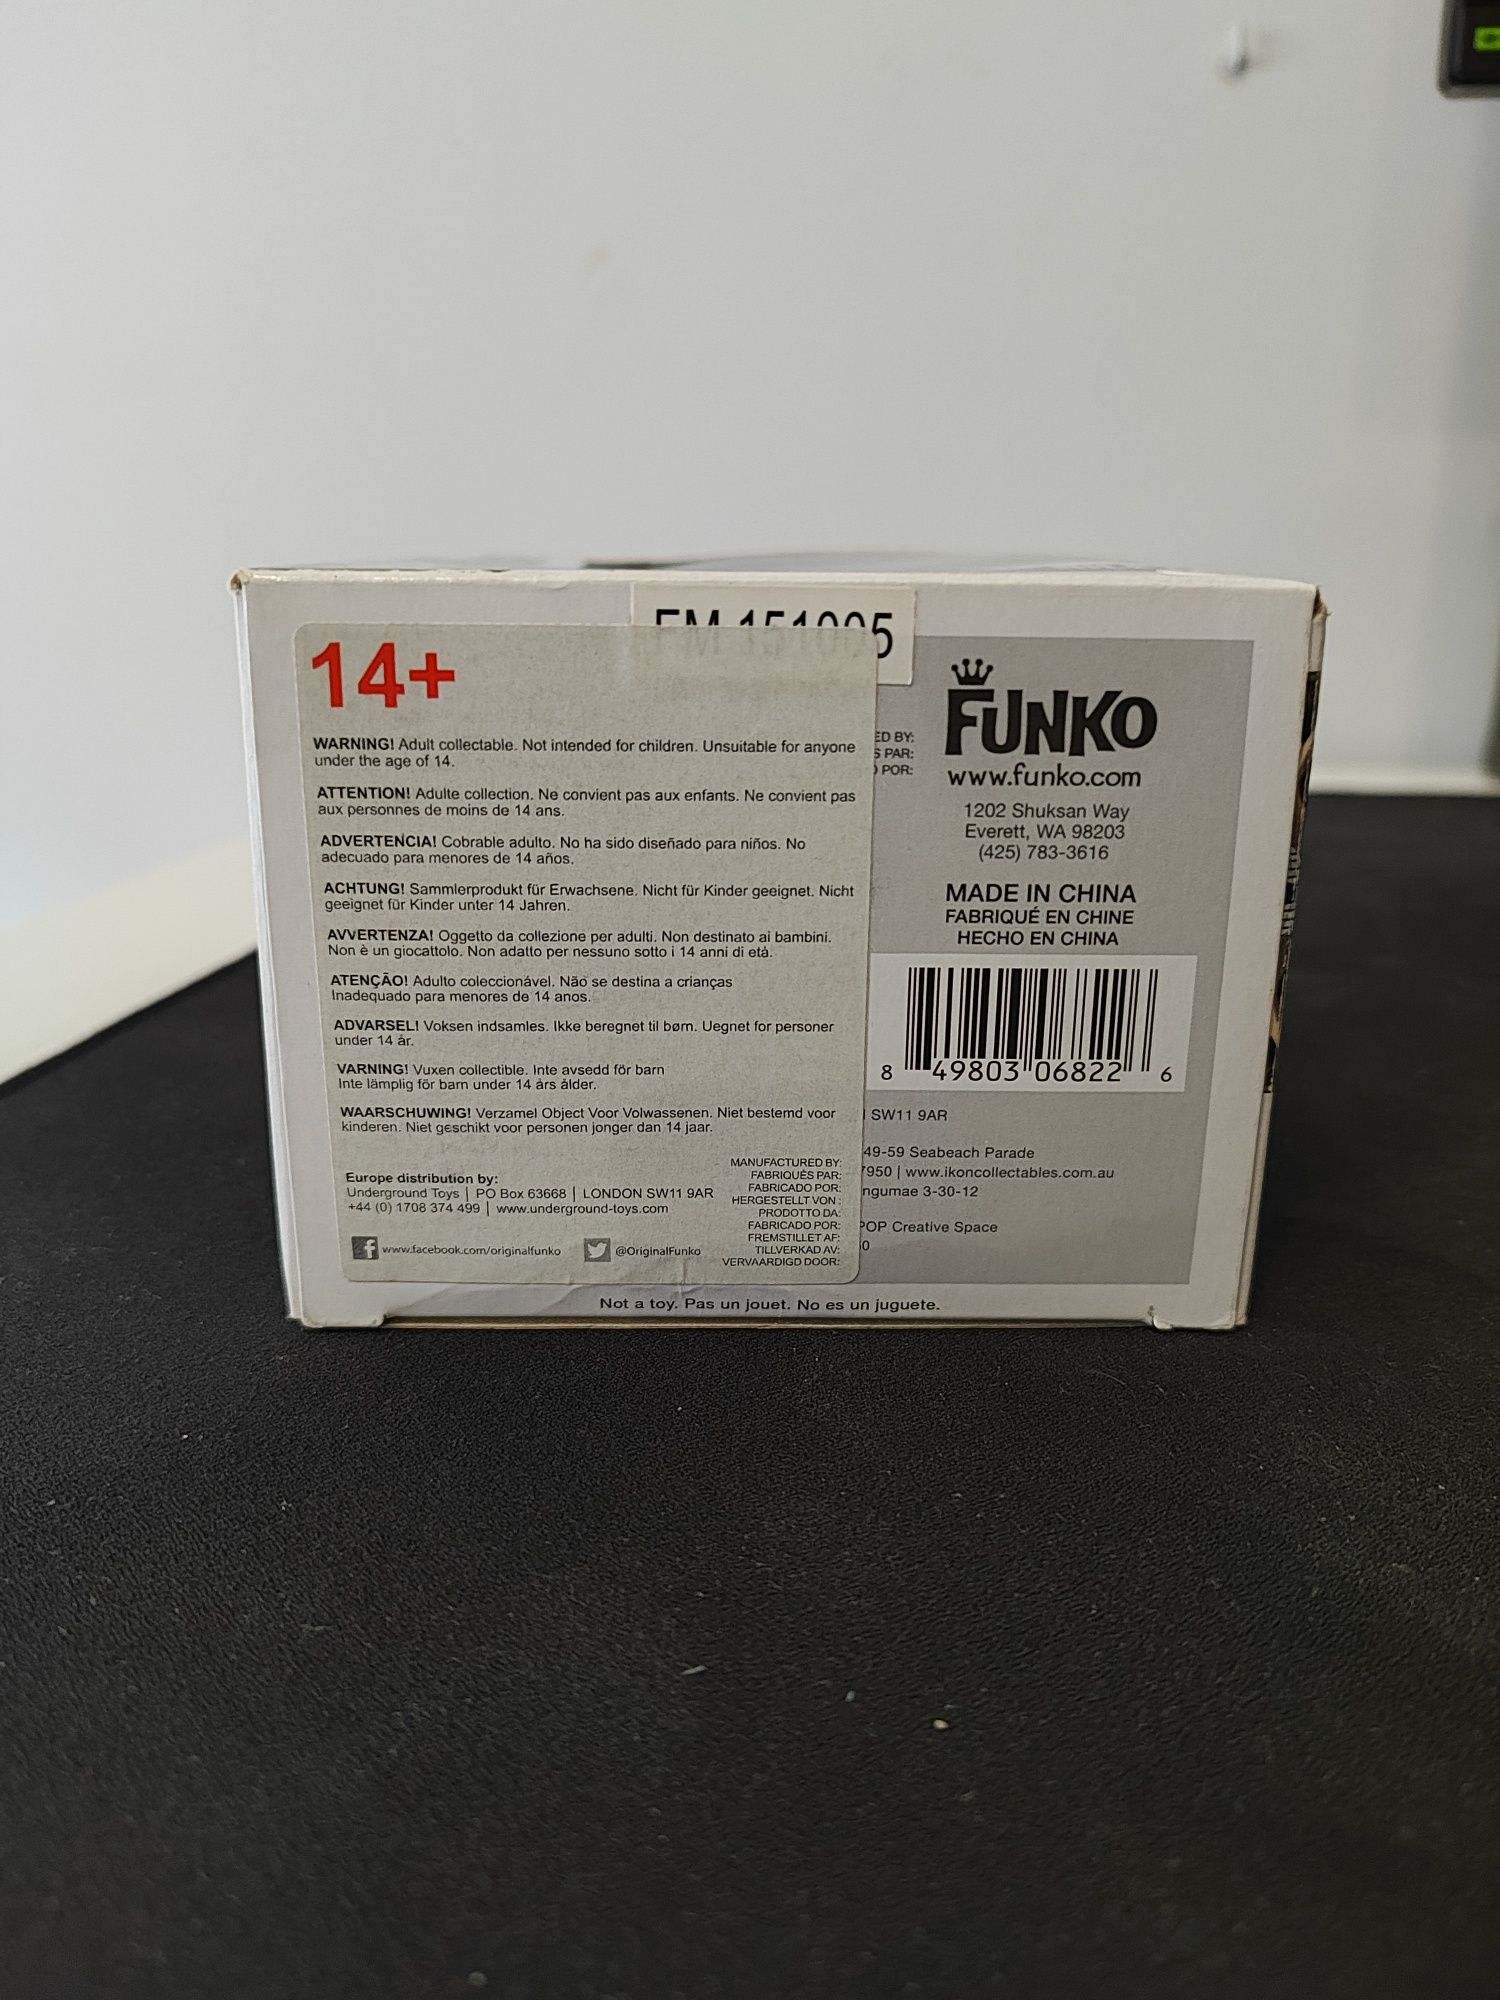 14+
WARNING! Adult collectable. Not intended for children. Unsuitable for anyone
under the age of 14.
ATTENTION! Adulte collection. Ne convient pas aux enfants. Ne convient pas
aux personnes de moins de 14 ans.
ADVERTENCIA! Cobrable adulto. No ha sido diseñado para niños. No
adecuado para menores de 14 años.
ACHTUNG! Sammlerprodukt für Erwachsene. Nicht für Kinder geeignet. Nicht
geeignet für Kinder unter 14 Jahren.
AVVERTENZA! Oggetto da collezione per adulti. Non destinato ai bambini.
Non è un giocattolo. Non adatto per nessuno sotto i 14 anni di età.
ATENÇÃO! Adulto coleccionável. Não se destina a crianças
Inadequado para menores de 14 anos.
ADVARSEL! Voksen indsamles. Ikke beregnet til børn. Uegnet for personer
under 14 år.
VARNING! Vuxen collectible. Inte avsedd för barn
Inte lämplig för barn under 14 års ålder.
WAARSCHUWING! Verzamel Object Voor Volwassenen. Niet bestemd voor
kinderen. Niet geschikt voor personen jonger dan 14 jaar.
Europe distribution by:
Underground Toys | PO Box 63668 | LONDON SW11 9AR
+44 (0) 1708 374 499 | www.underground-toys.com
f www.facebook.com/originalfunko @OriginalFunko
MANUFACTURED BY:
FABRIQUÉS PAR:
FABRICADO POR:
HERGESTELLT VON :
PRODOTTO DA:
FABRICADO POR:
FREMSTILLET AF:
TILLVERKAD AV:
VERVAARDIGD DOOR:
ED BY:
S PAR:
POR:
FUNKO
www.funko.com
1202 Shuksan Way
Everett, WA 98203
(425) 783-3616
MADE IN CHINA
FABRIQUÉ EN CHINE
HECHO EN CHINA
8 49803 06822 6
SW11 9AR
49-59 Seabeach Parade
7950 | www.ikoncollectables.com.au
ngumae 3-30-12
POP Creative Space
0
Not a toy. Pas un jouet. No es un juguete.